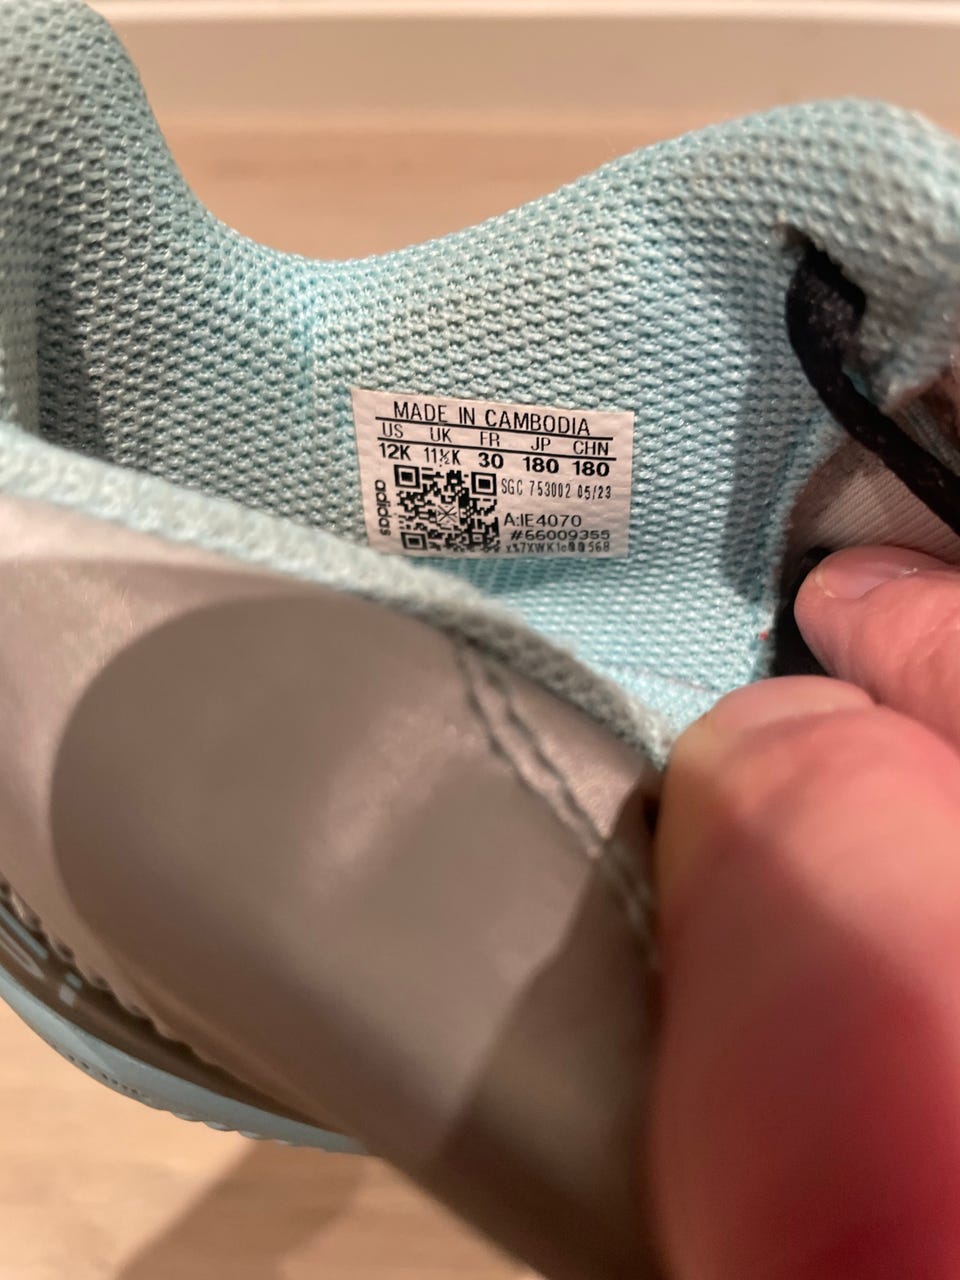 MADE IN CAMBODIA
US UK FR JP CHN
12K 11½K 30 180 180
SGC 753002 05/23
adidas
A:IE4070
#66009355